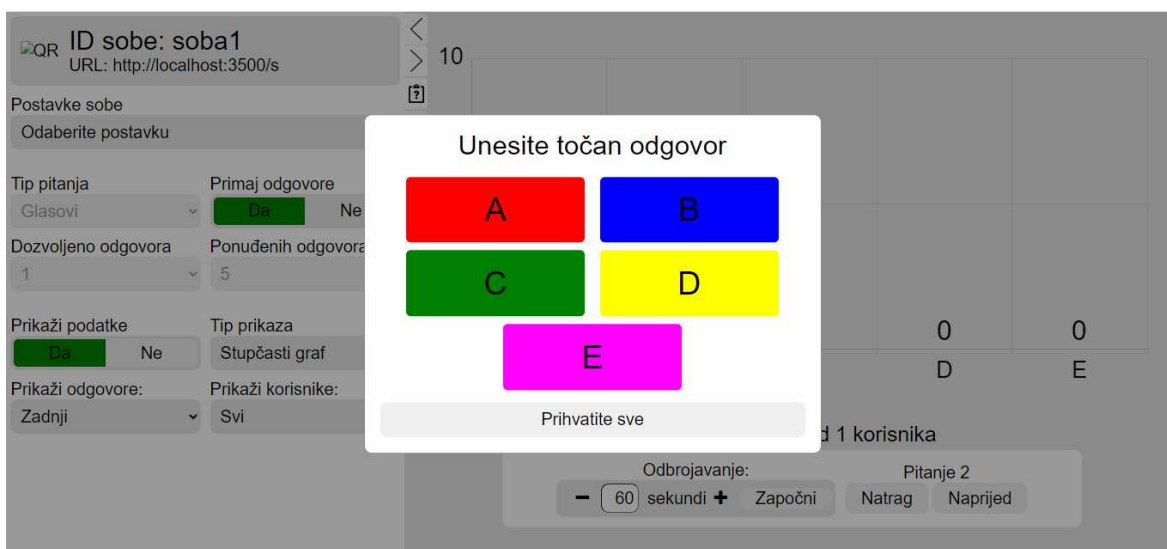 QR
ID sobe: soba1
URL: http://localhost:3500/s
Postavke sobe
Odaberite postavku
Tip pitanja
Primaj odgovore
Glasovi
Da
Ne
Dozvoljeno odgovora
Ponuđenih odgovora
1
5
Prikaži podatke
Tip prikaza
Da
Ne
Stupčasti graf
Prikaži odgovore:
Prikaži korisnike:
Zadnji
Svi
10
Unesite točan odgovor
A
B
C
D
E
Prihvatite sve
0
0
D
E
1 korisnika
Odbrojavanje:
Pitanje 2
60 sekundi
Započni
Natrag
Naprijed